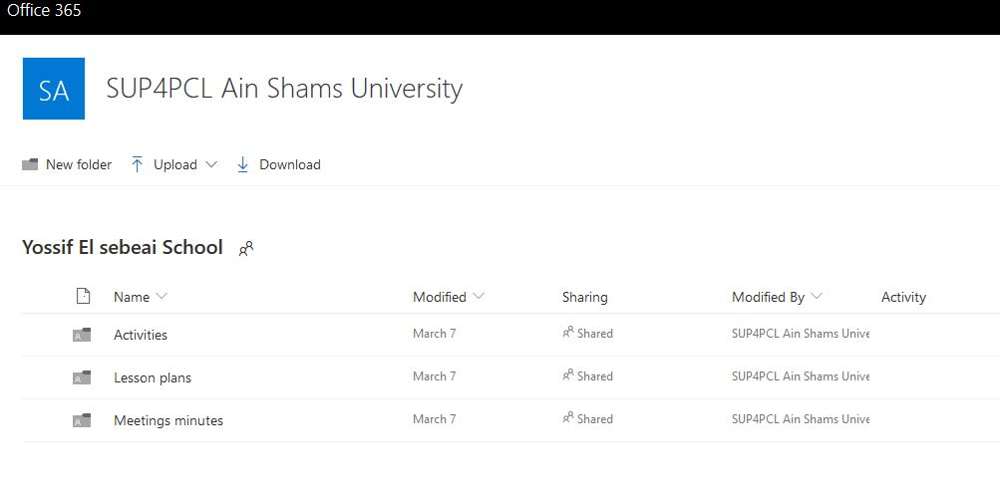 Office 365
SA SUP4PCL Ain Shams University
New folder Upload Download
Yossif El sebeai School
Name Modified Sharing Modified By Activity
Activities March 7 Shared SUP4PCL Ain Shams Unive
Lesson plans March 7 Shared SUP4PCL Ain Shams Unive
Meetings minutes March 7 Shared SUP4PCL Ain Shams Unive